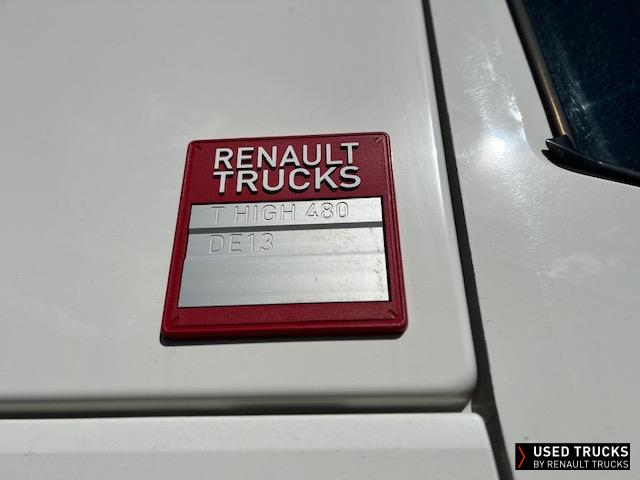 RENAULT
TRUCKS
T HIGH 480
DE13
USED TRUCKS
BY RENAULT TRUCKS